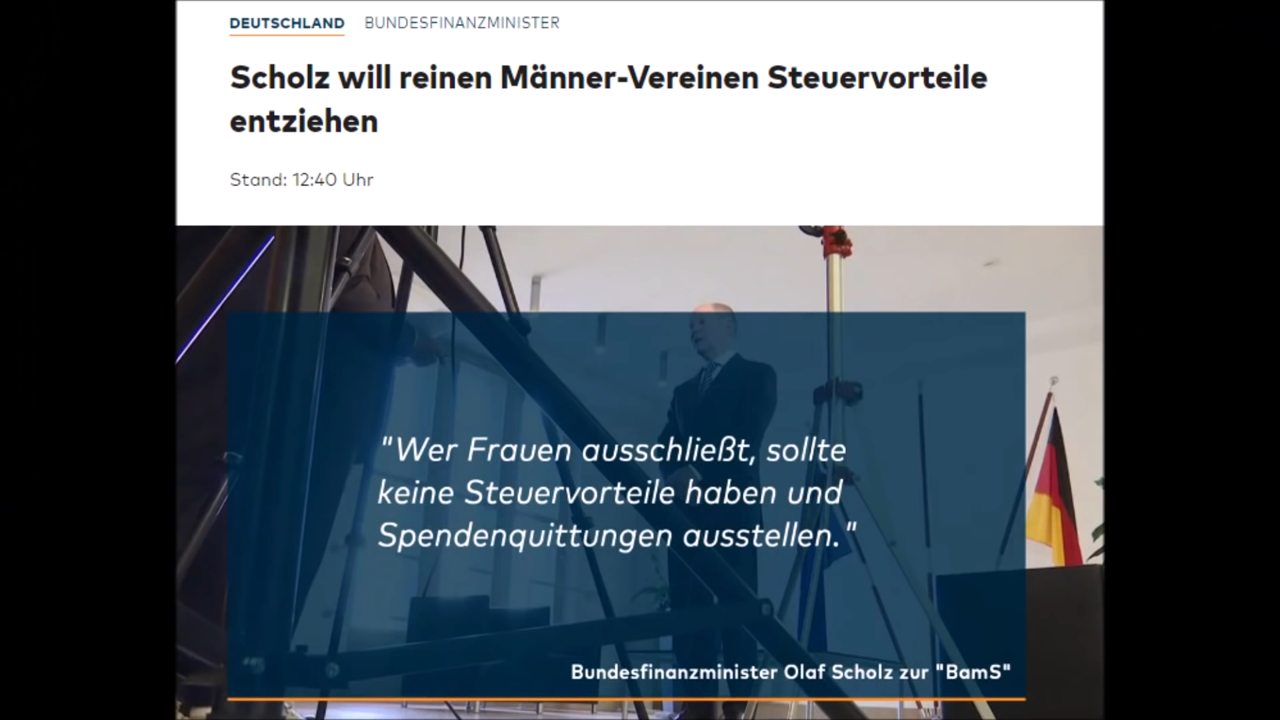 DEUTSCHLAND BUNDESFINANZMINISTER
Scholz will reinen Männer-Vereinen Steuervorteile
entziehen
Stand: 12:40 Uhr
"Wer Frauen ausschließt, sollte
keine Steuervorteile haben und
Spendenquittungen ausstellen."
Bundesfinanzminister Olaf Scholz zur "BamS"